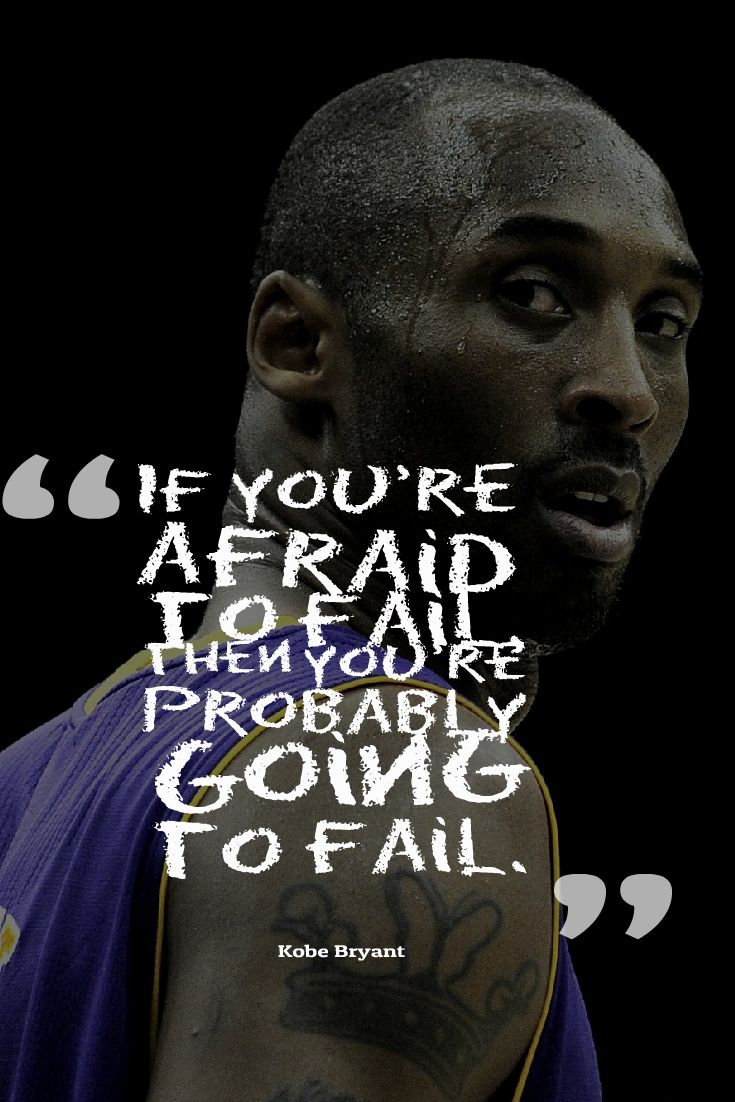 “
IF YOU'RE
AFRAID
TO FAIL,
THEN YOU'RE
PROBABLY
GOING
TO FAIL.
”
Kobe Bryant